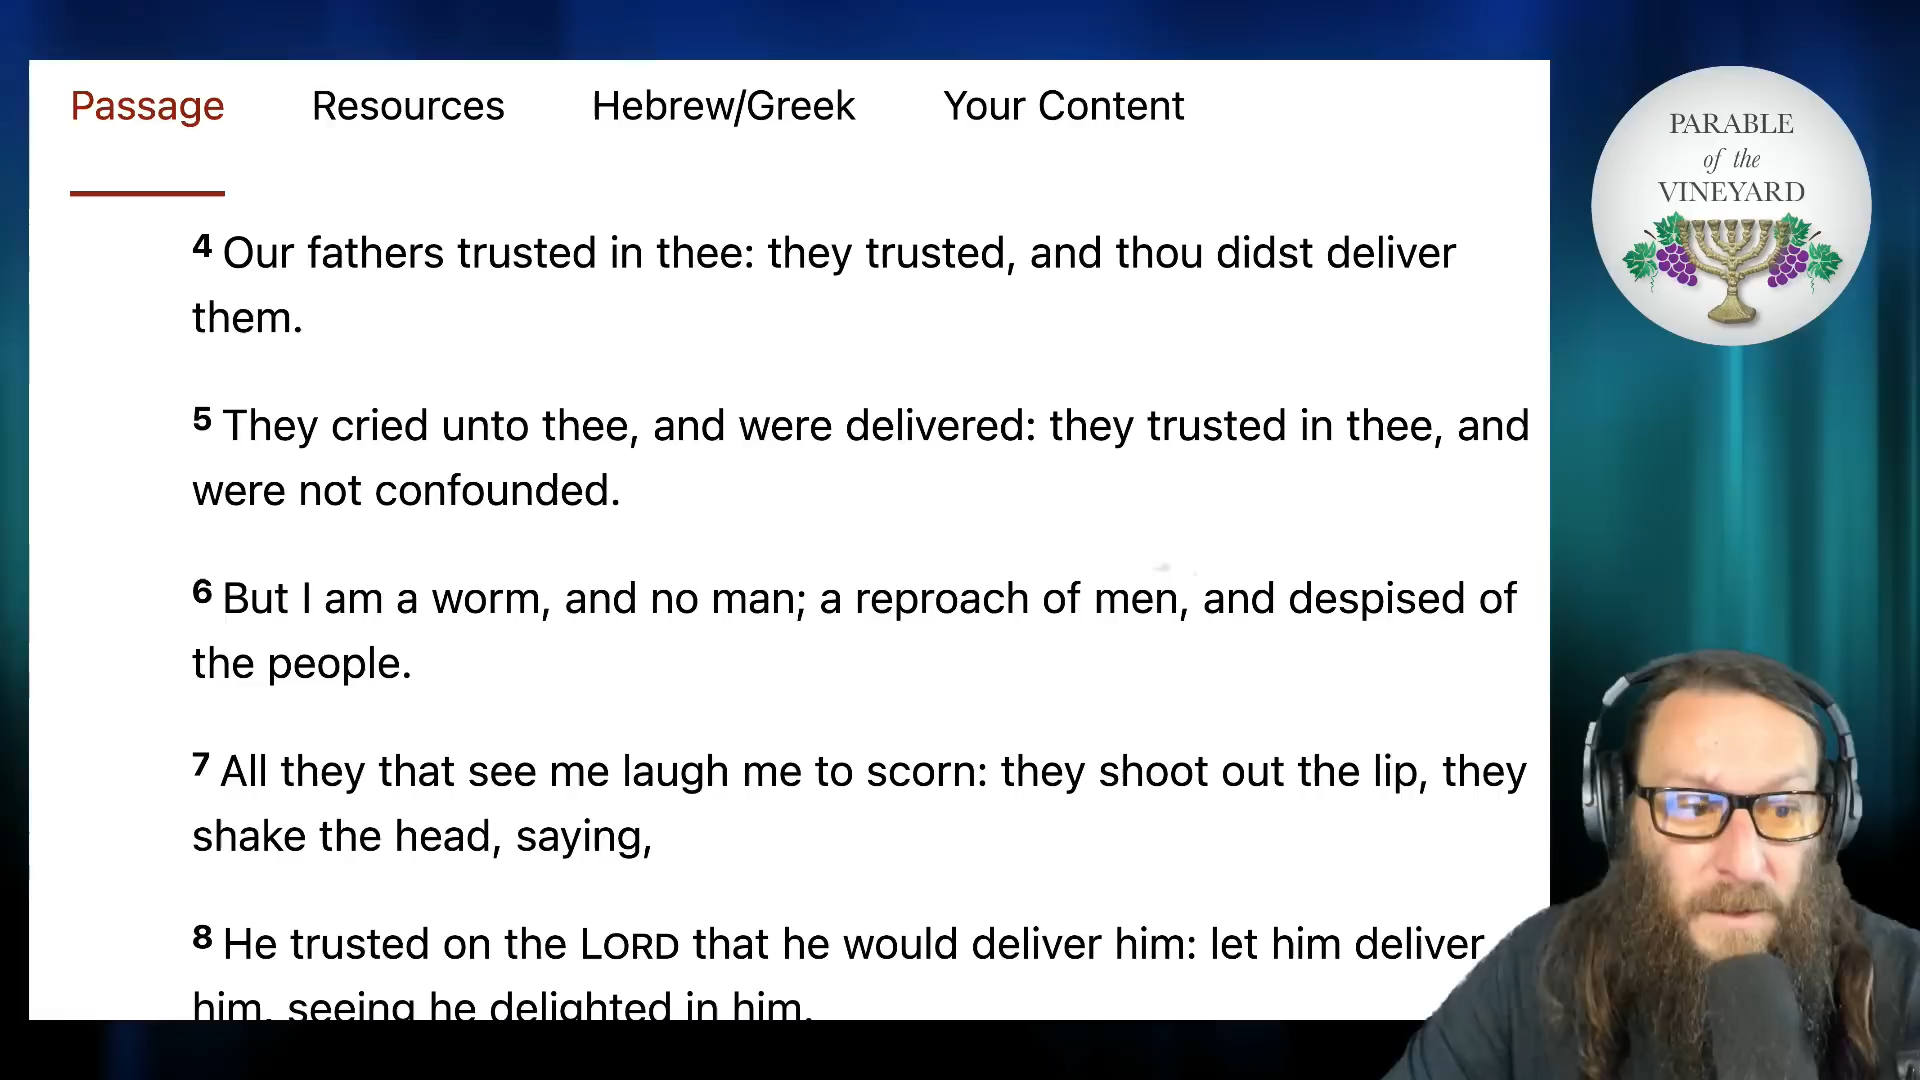 Passage
Resources
Hebrew/Greek
Your Content
4 Our fathers trusted in thee: they trusted, and thou didst deliver
them.
5 They cried unto thee, and were delivered: they trusted in thee, and
were not confounded.
6 But I am a worm, and no man; a reproach of men, and despised of
the people.
7 All they that see me laugh me to scorn: they shoot out the lip, they
shake the head, saying,
8 He trusted on the LORD that he would deliver him: let him deliver
him, seeing he delighted in him.
PARABLE
of the
VINEYARD